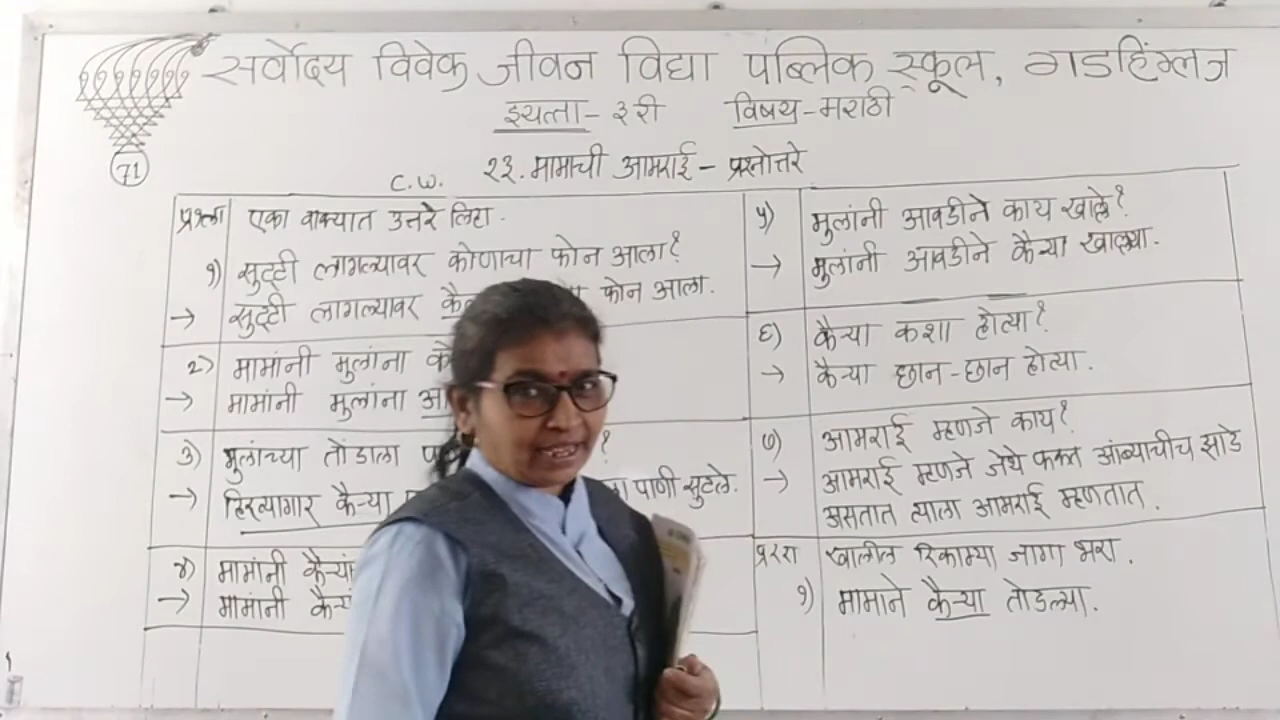 सर्वोदय विवेक जीवन विद्या पब्लिक स्कूल, गडहिंग्लज
इयत्ता - ३री विषय - मराठी
71
C.W. २३. मामाची आमराई - प्रश्नोत्तरे
प्रश्न१ एका वाक्यात उत्तरे लिहा.
१) सुट्टी लागल्यावर कोणाचा फोन आला?
→ सुट्टी लागल्यावर फोन आला.
२) मामांनी मुलांना
→ मामांनी मुलांना
३) मुलांच्या तोंडाला ?
→ हिरव्यागार कैऱ्या पाणी सुटले.
४) मामांनी
→ मामांनी
५) मुलांनी आवडीने काय खाल्ले?
→ मुलांनी आवडीने कैऱ्या खाल्ल्या.
६) कैऱ्या कशा होत्या?
→ कैऱ्या छान-छान होत्या.
७) आमराई म्हणजे काय?
→ आमराई म्हणजे जेथे फक्त आंब्याचीच झाडे
असतात त्याला आमराई म्हणतात.
प्र२रा खालील रिकाम्या जागा भरा.
१) मामाने कैऱ्या तोडल्या.